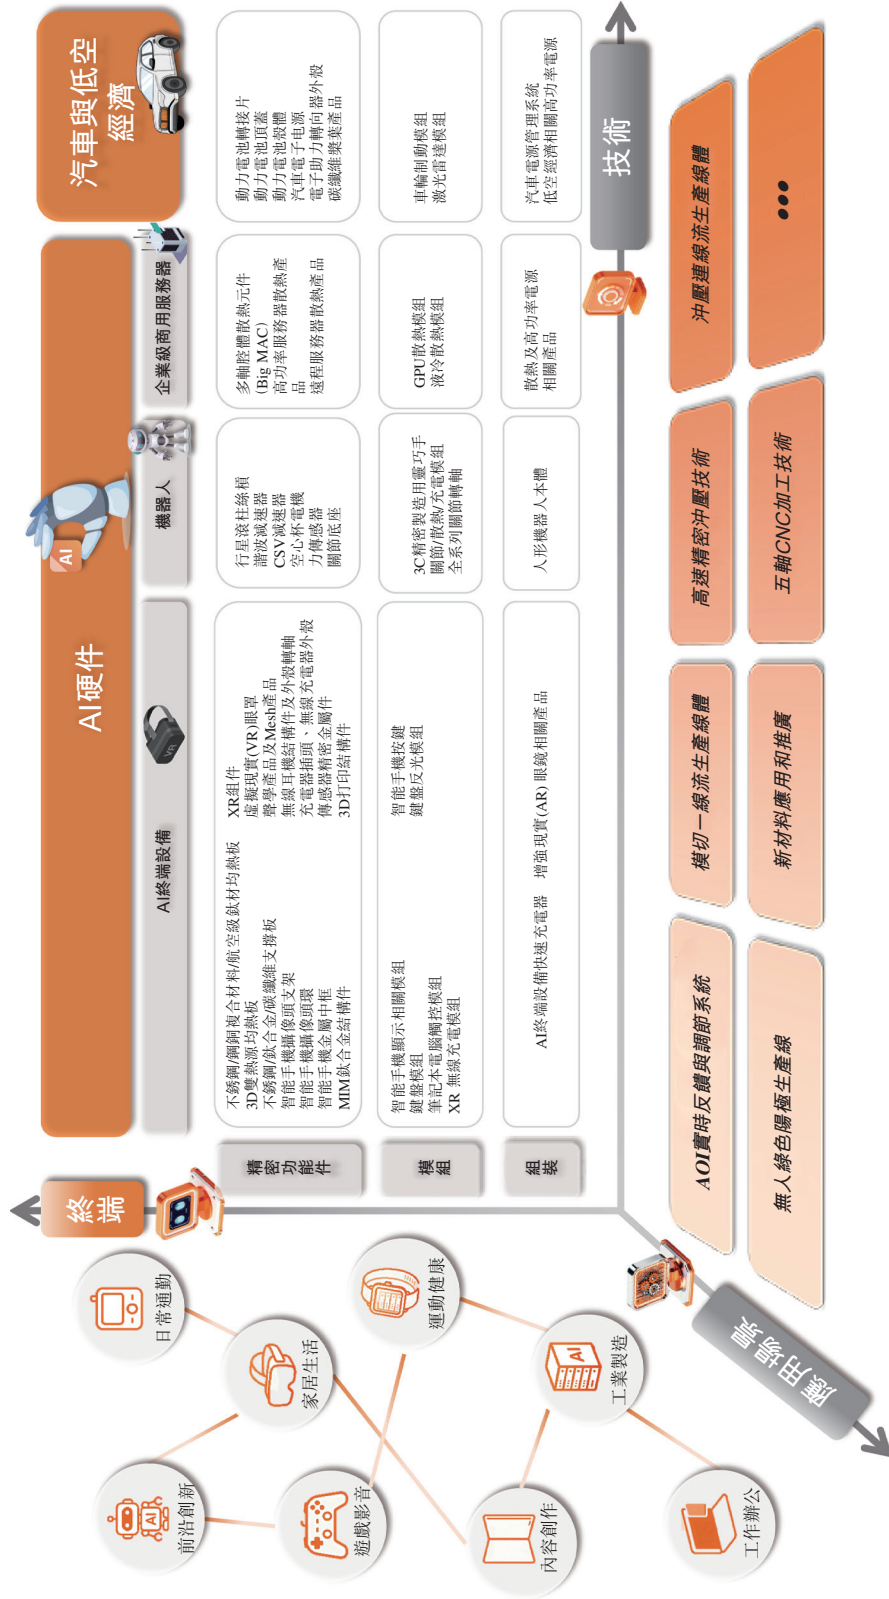 終端
AI硬件
AI
汽車與低空
經濟
AI終端設備
VR
機器人
企業級商用服務器
精密功能件
不銹鋼/鋼銅複合材料/航空級鈦材均熱板
3D雙熱源均熱板
不銹鋼/鈦合金/碳纖維支撐板
智能手機攝像頭支架
智能手機攝像頭環
智能手機金屬中框
MIM鈦合金結構件
XR組件
虛擬現實(VR)眼罩
聲學產品及Mesh產品
無線耳機結構件及外殼轉軸
充電器插頭、無線充電器外殼
傳感器精密金屬件
3D打印結構件
行星滾柱絲槓
諧波減速器
CSV減速器
空心杯電機
力傳感器
關節底座
多軸腔體散熱元件
(Big MAC)
高功率服務器散熱產
品
遠程服務器散熱產品
動力電池轉接片
動力電池頂蓋
動力電池殼體
汽車電子电源
電子助力轉向器外殼
碳纖維槳葉產品
模組
智能手機顯示相關模組
鍵盤模組
筆記本電腦觸控模組
XR 無線充電模組
智能手機按鍵
鍵盤反光模組
3C精密製造用靈巧手
關節/散熱/充電模組
全系列關節轉軸
GPU散熱模組
液冷散熱模組
車輪制動模組
激光雷達模組
組裝
AI終端設備快速充電器
增強現實(AR) 眼鏡相關產品
人形機器人本體
散熱及高功率電源
相關產品
汽車電源管理系統
低空經濟相關高功率電源
技術
AOI實時反饋與調節系統
模切一線流生產線體
高速精密沖壓技術
沖壓連線流生產線體
無人綠色陽極生產線
新材料應用和推廣
五軸CNC加工技術
•••
應用場景
日常通勤
家居生活
運動健康
AI
工業製造
AI
前沿創新
遊戲影音
內容創作
工作辦公